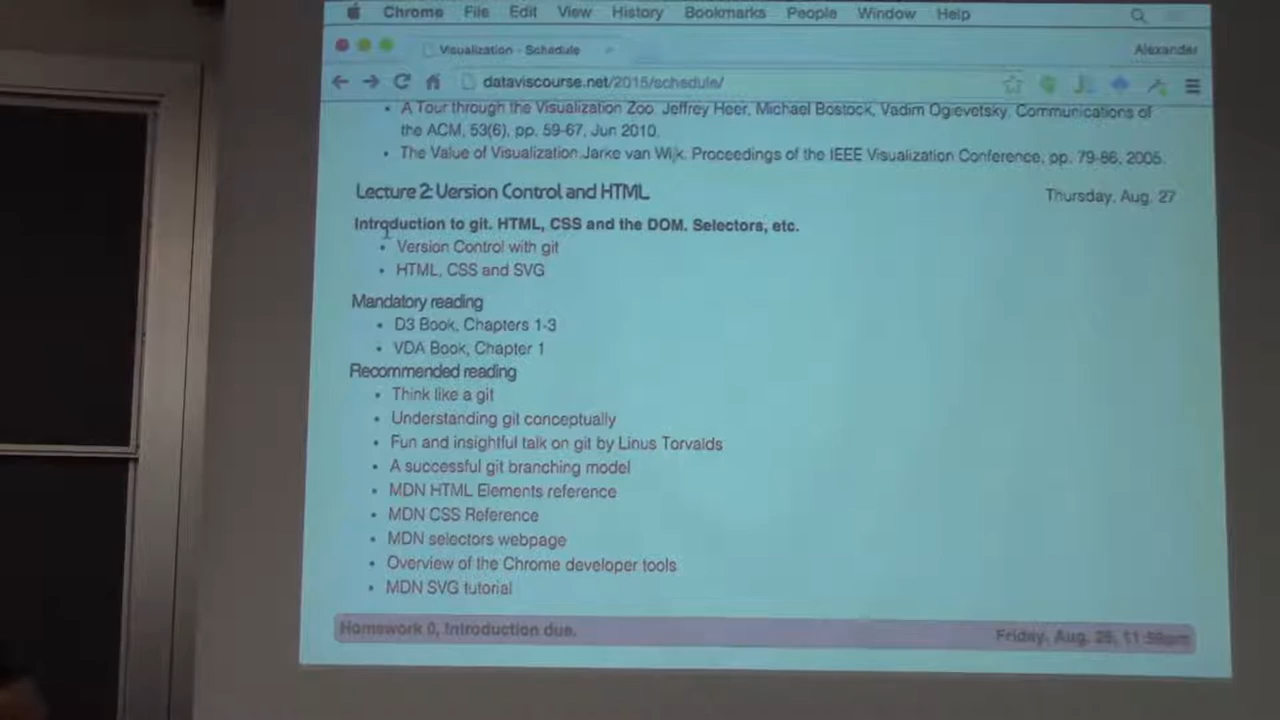 Chrome File Edit View History Bookmarks People Window Help
Visualization - Schedule
Alexander
dataviscourse.net/2015/schedule/
• A Tour through the Visualization Zoo. Jeffrey Heer, Michael Bostock, Vadim Ogievetsky, Communications of
the ACM, 53(6), pp. 59-67, Jun 2010.
• The Value of Visualization.Jarke van Wijk. Proceedings of the IEEE Visualization Conference, pp. 79-86, 2005.
Lecture 2: Version Control and HTML Thursday, Aug. 27
Introduction to git. HTML, CSS and the DOM. Selectors, etc.
• Version Control with git
• HTML, CSS and SVG
Mandatory reading
• D3 Book, Chapters 1-3
• VDA Book, Chapter 1
Recommended reading
• Think like a git
• Understanding git conceptually
• Fun and insightful talk on git by Linus Torvalds
• A successful git branching model
• MDN HTML Elements reference
• MDN CSS Reference
• MDN selectors webpage
• Overview of the Chrome developer tools
• MDN SVG tutorial
Homework 0, Introduction due. Friday, Aug. 28, 11:59pm